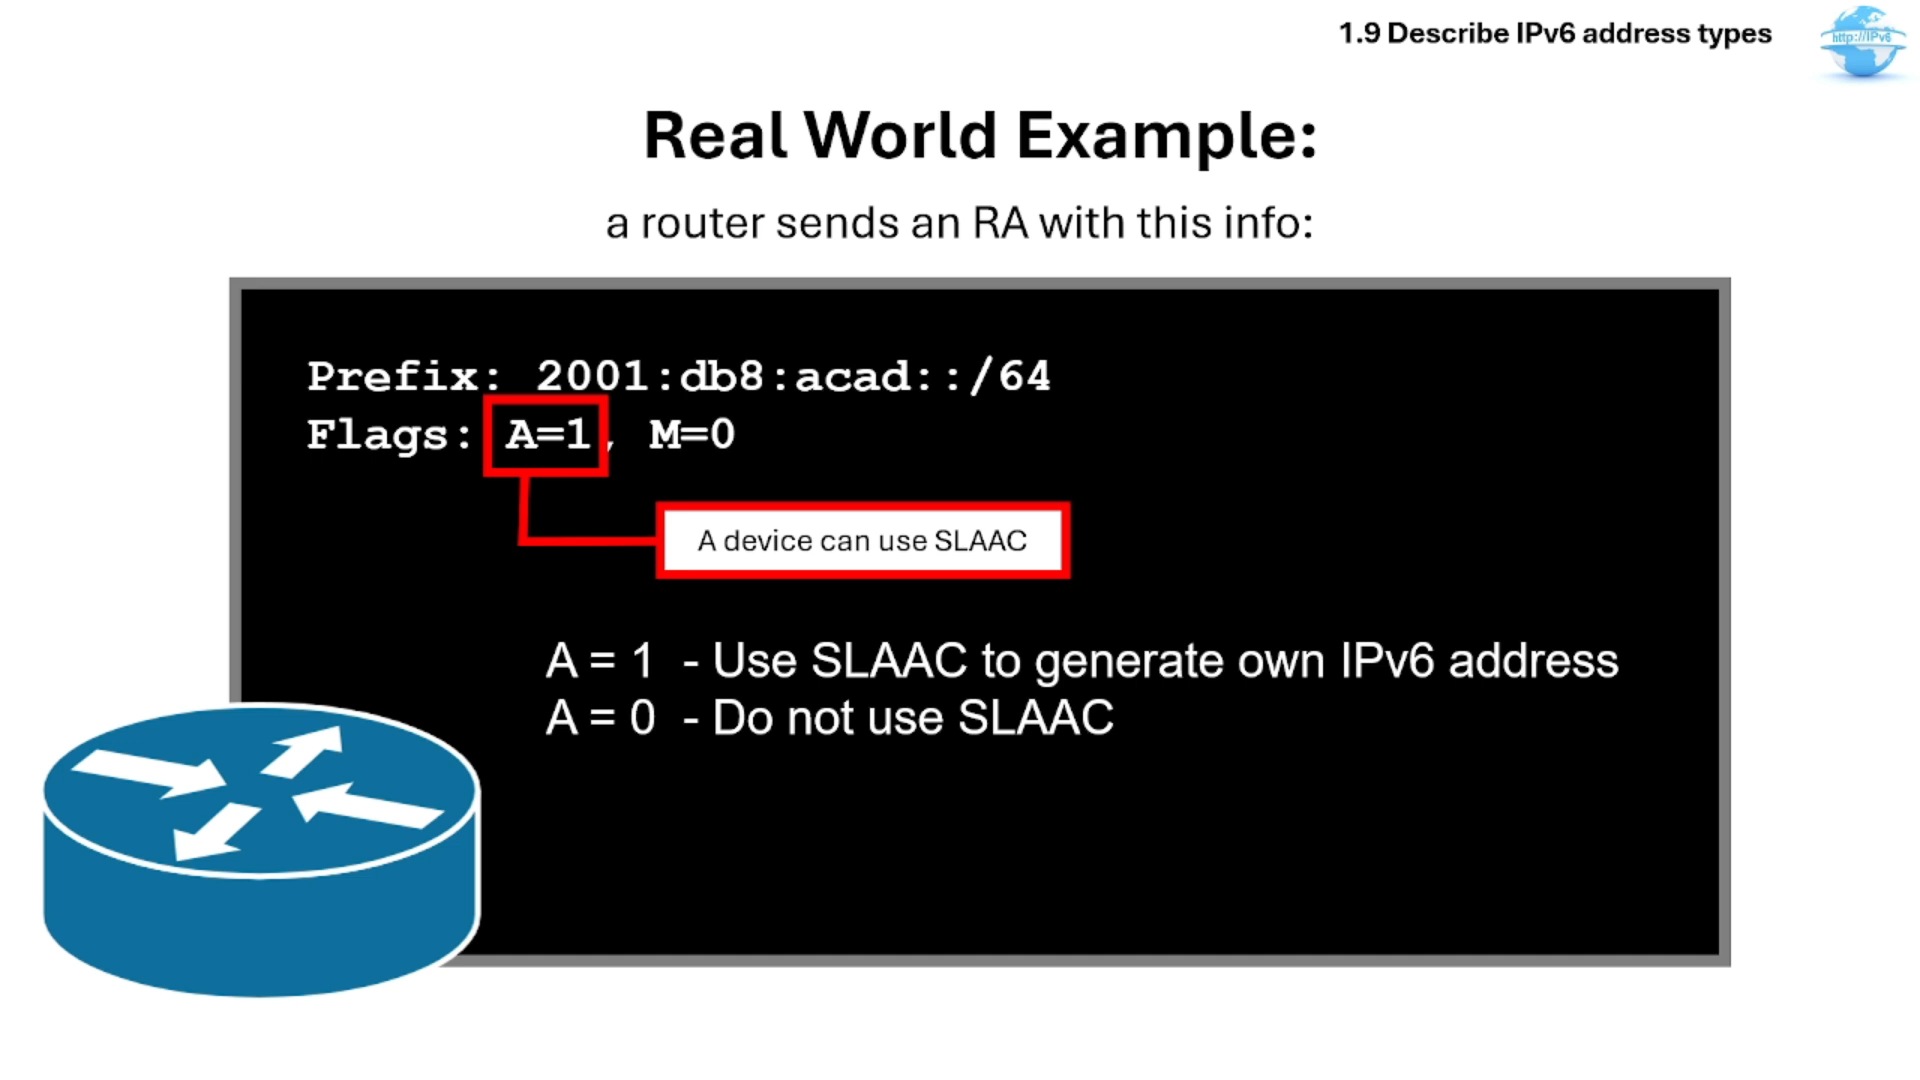 1.9 Describe IPv6 address types
http://IPv6
Real World Example:
a router sends an RA with this info:
Prefix: 2001:db8:acad::/64
Flags: A=1, M=0
A device can use SLAAC
A = 1 - Use SLAAC to generate own IPv6 address
A = 0 - Do not use SLAAC